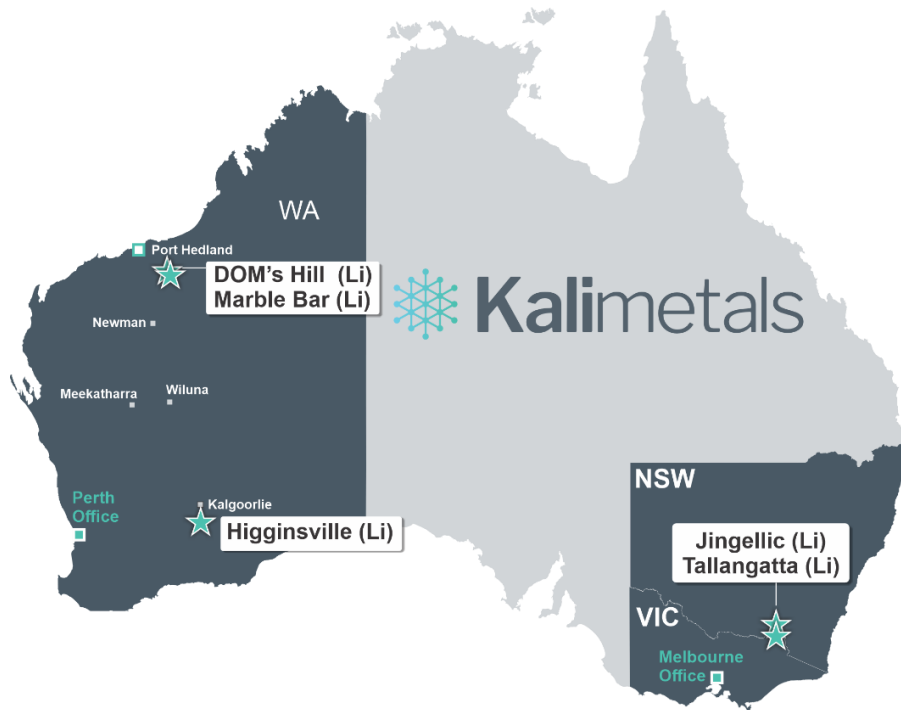 WA
Port Hedland
DOM's Hill (Li)
Marble Bar (Li)
Kalimetals
Newman
Meekatharra
Wiluna
Perth
Office
Kalgoorlie
Higginsville (Li)
NSW
Jingellic (Li)
Tallangatta (Li)
VIC
Melbourne
Office